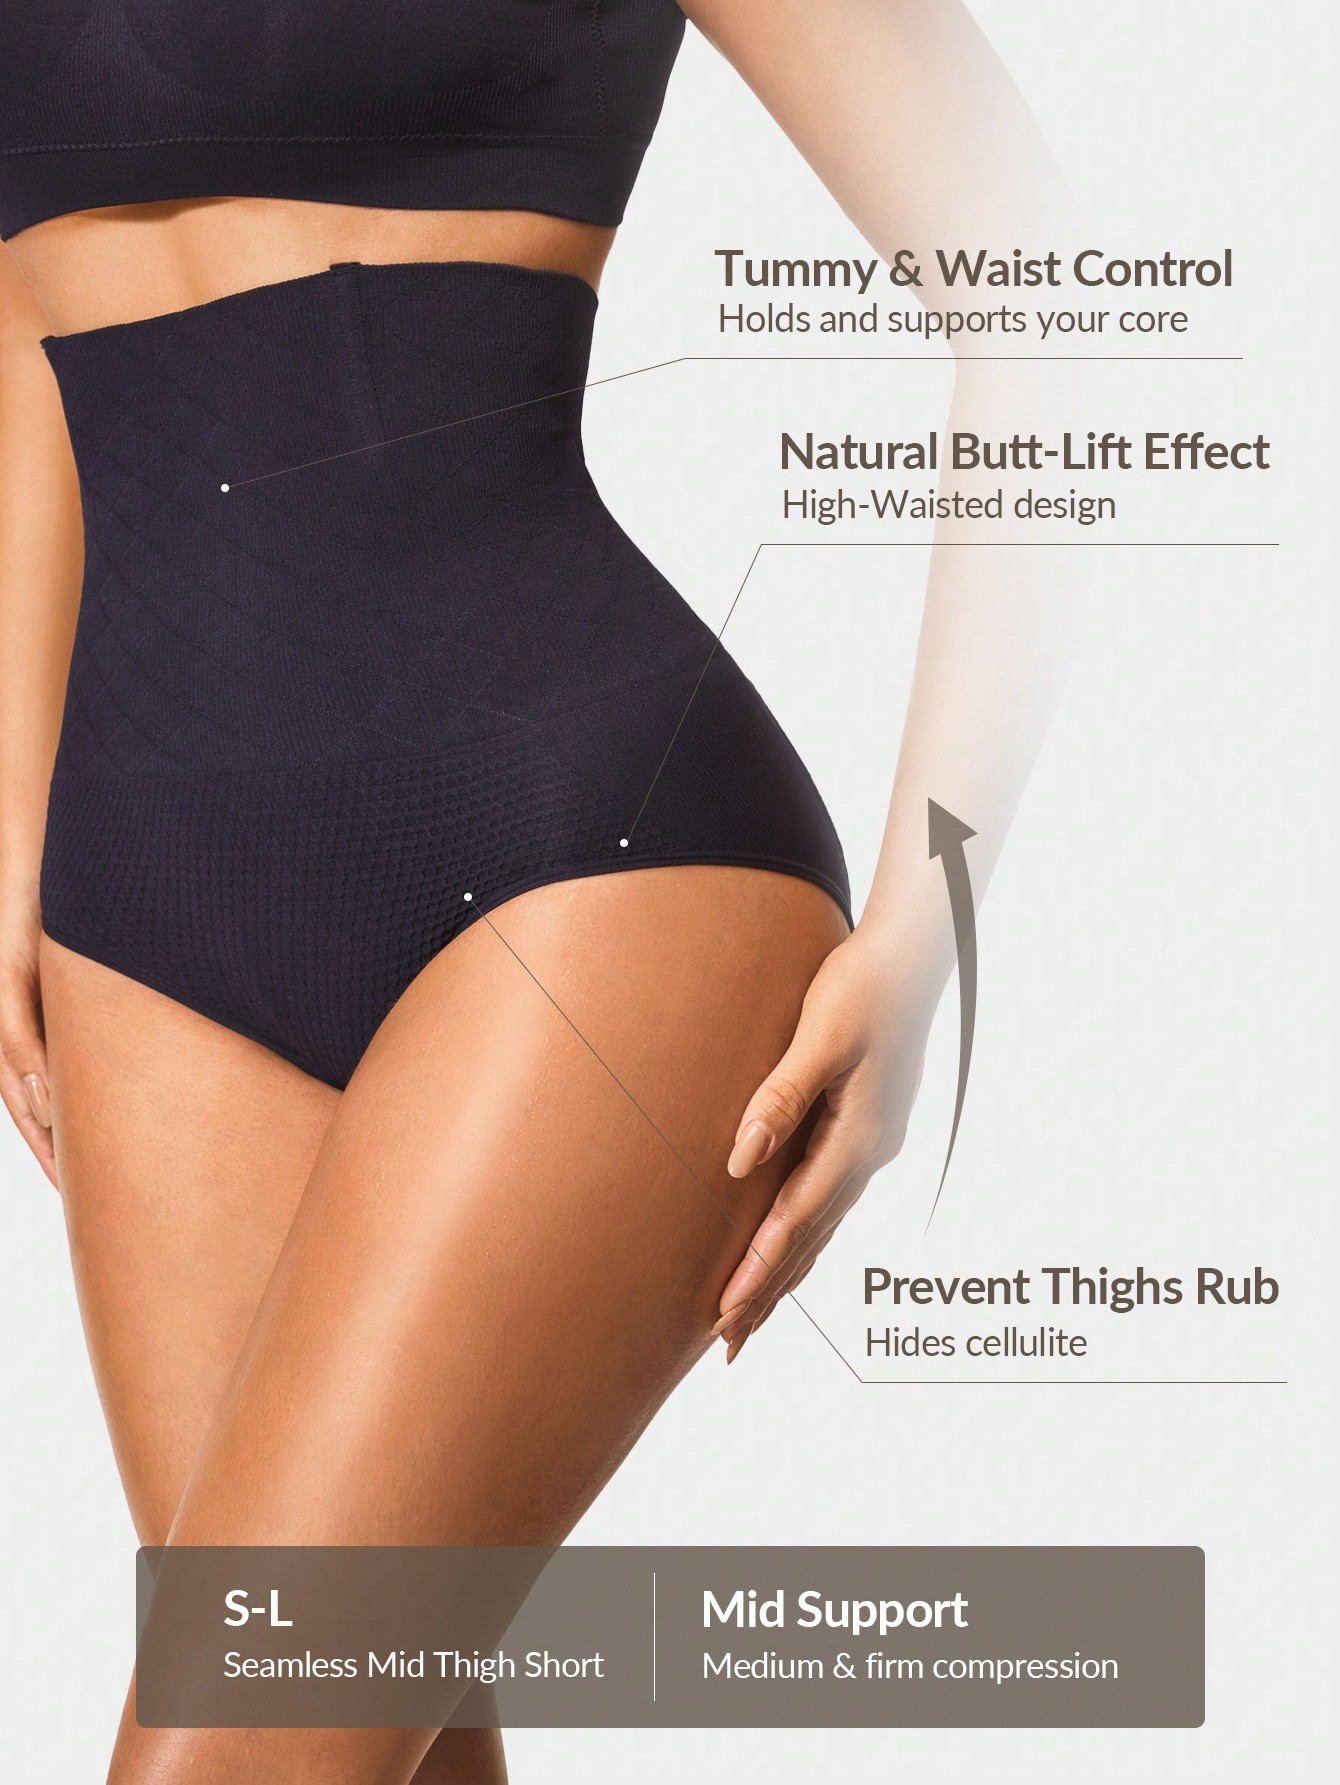 Tummy & Waist Control
Holds and supports your core
Natural Butt-Lift Effect
High-Waisted design
Prevent Thighs Rub
Hides cellulite
S-L
Seamless Mid Thigh Short
Mid Support
Medium & firm compression